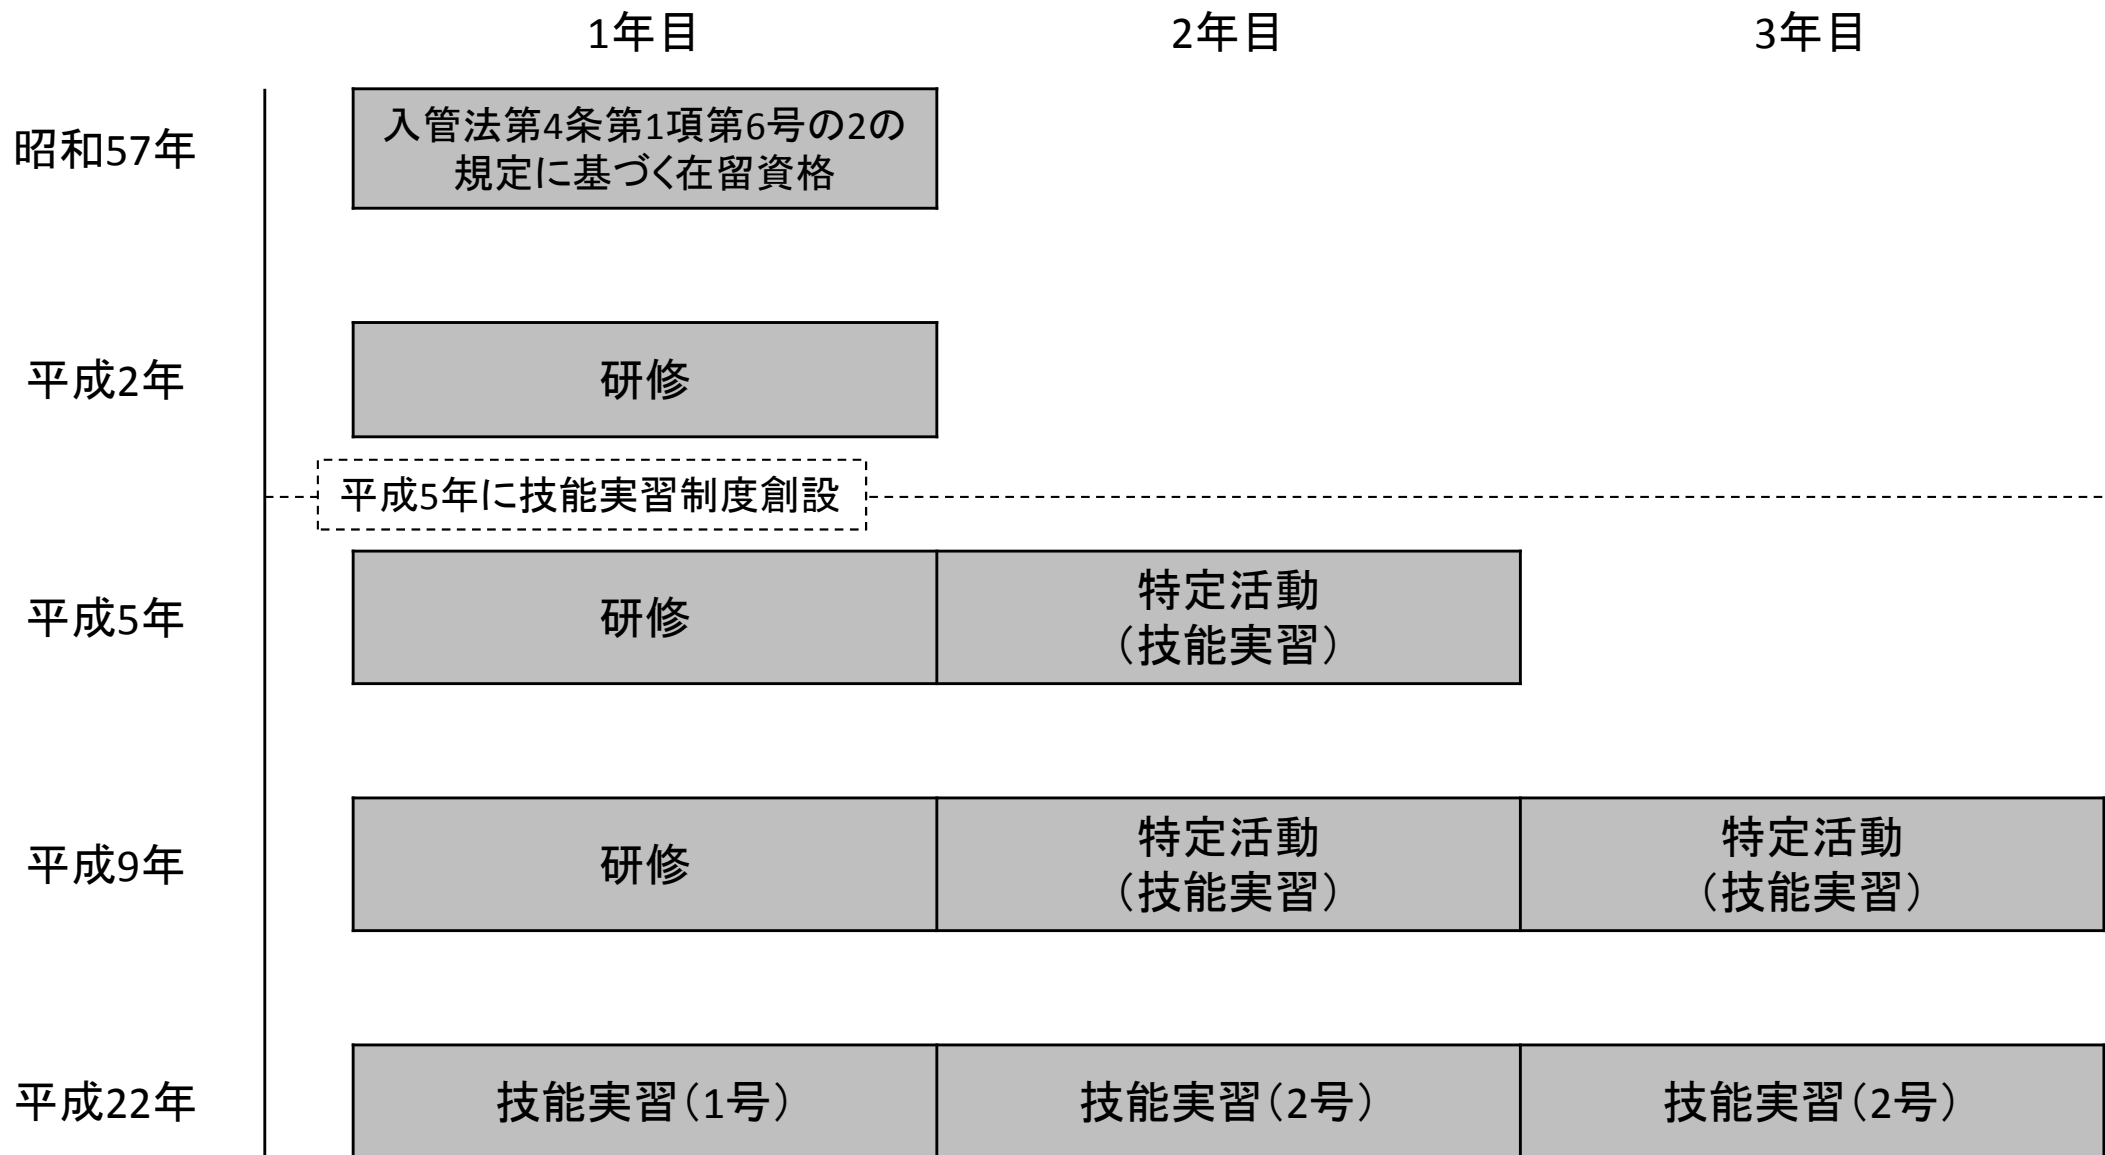 1年目 2年目 3年目
昭和57年
入管法第4条第1項第6号の2の
規定に基づく在留資格
平成2年
研修
平成5年に技能実習制度創設
平成5年
研修
特定活動
（技能実習）
平成9年
研修
特定活動
（技能実習）
特定活動
（技能実習）
平成22年
技能実習（1号）
技能実習（2号）
技能実習（2号）